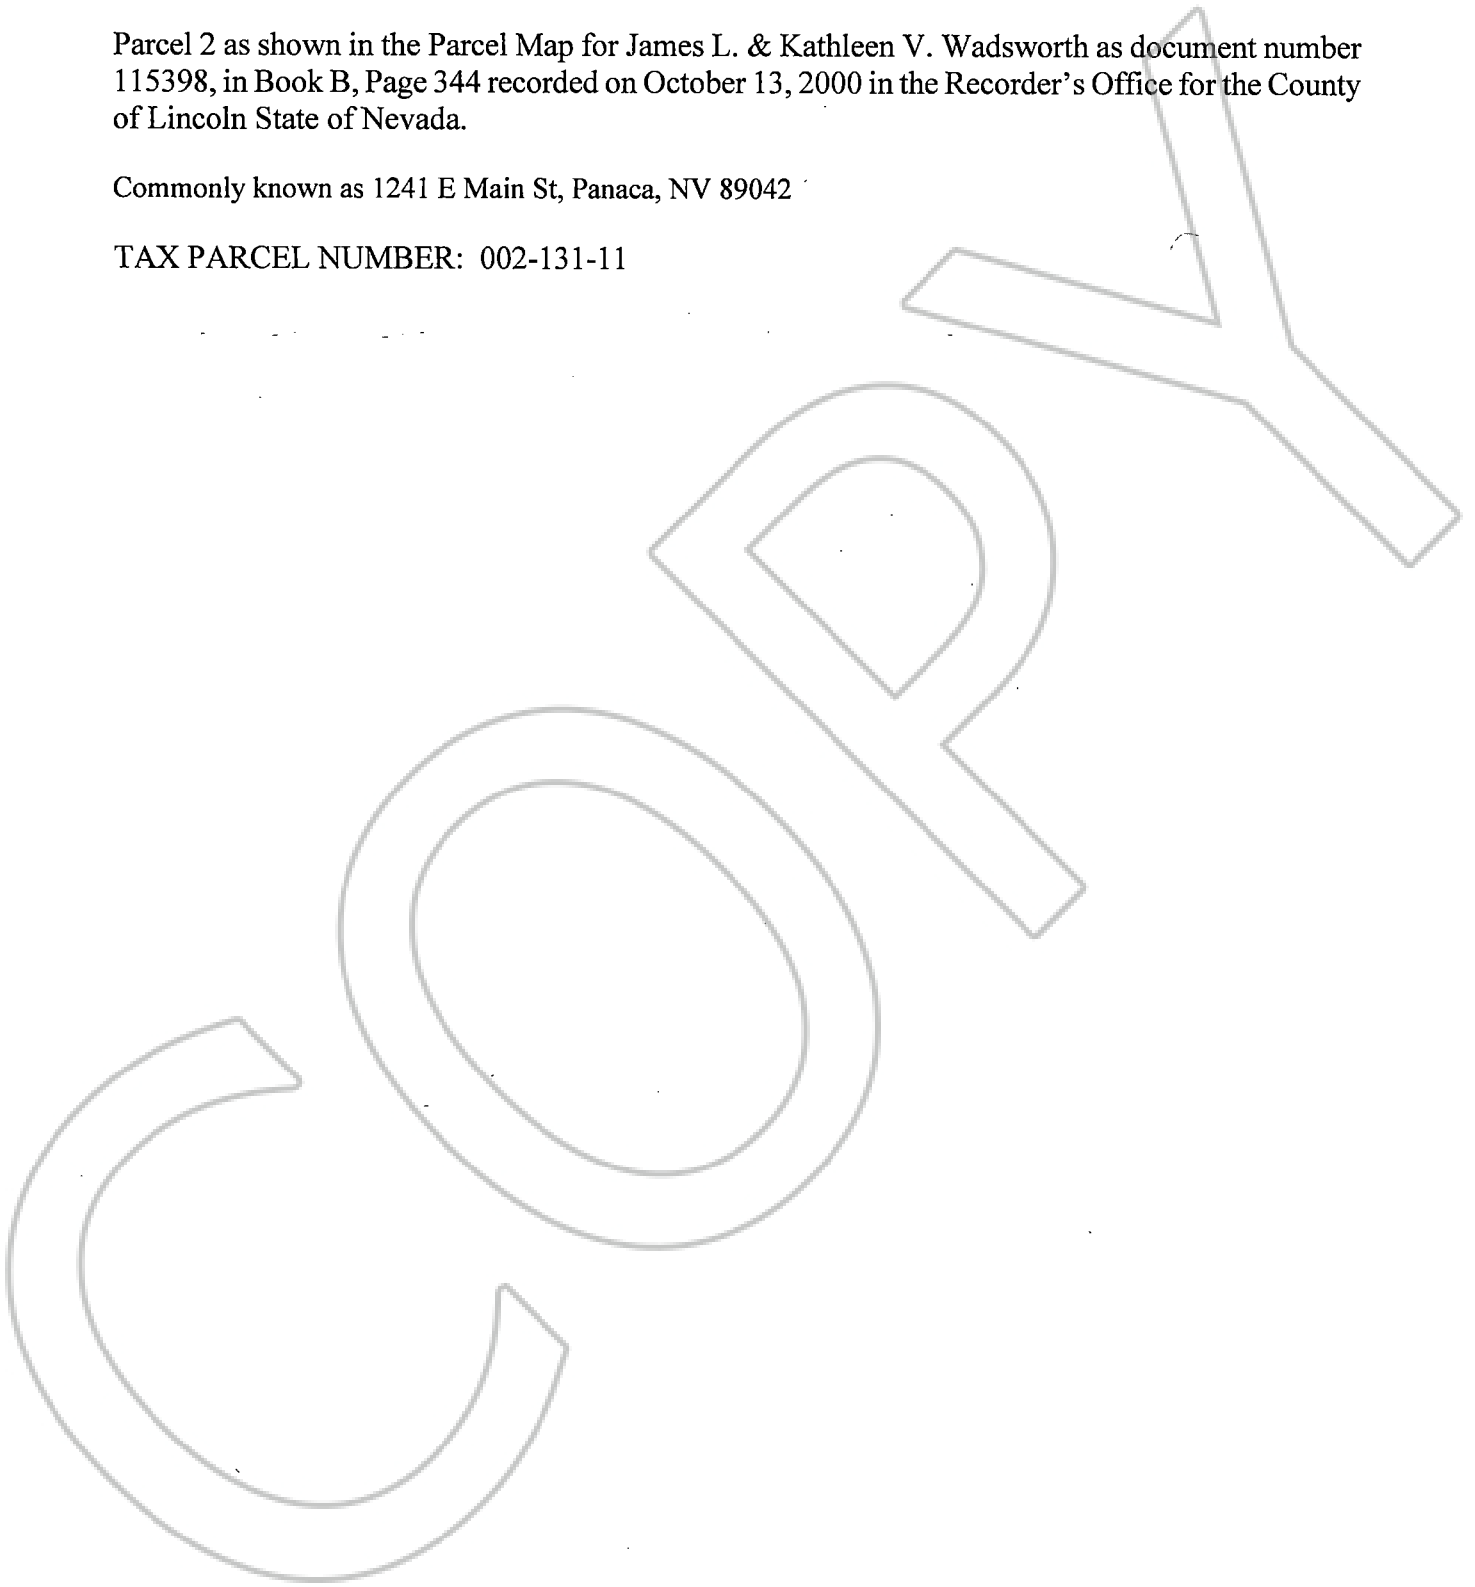 Parcel 2 as shown in the Parcel Map for James L. & Kathleen V. Wadsworth as document number
115398, in Book B, Page 344 recorded on October 13, 2000 in the Recorder's Office for the County
of Lincoln State of Nevada.
Commonly known as 1241 E Main St, Panaca, NV 89042
TAX PARCEL NUMBER: 002-131-11
COPY